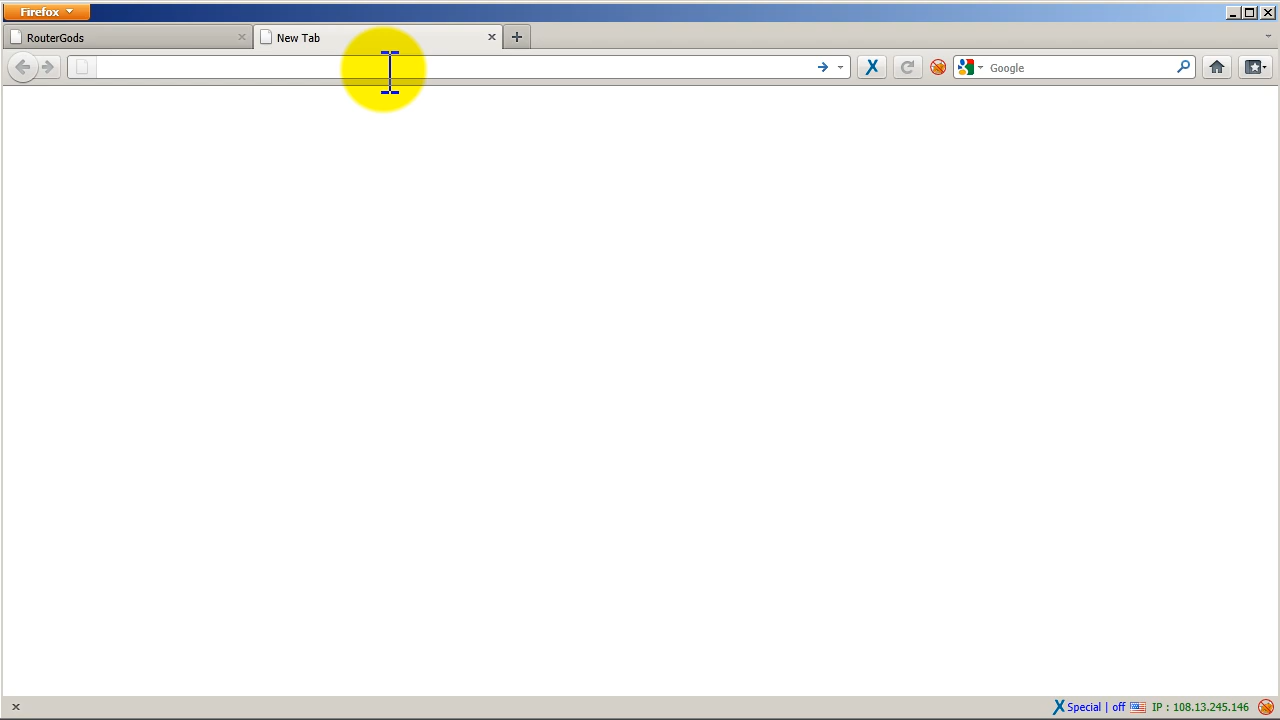 Firefox
RouterGods
New Tab
Google
Special | off
IP : 108.13.245.146